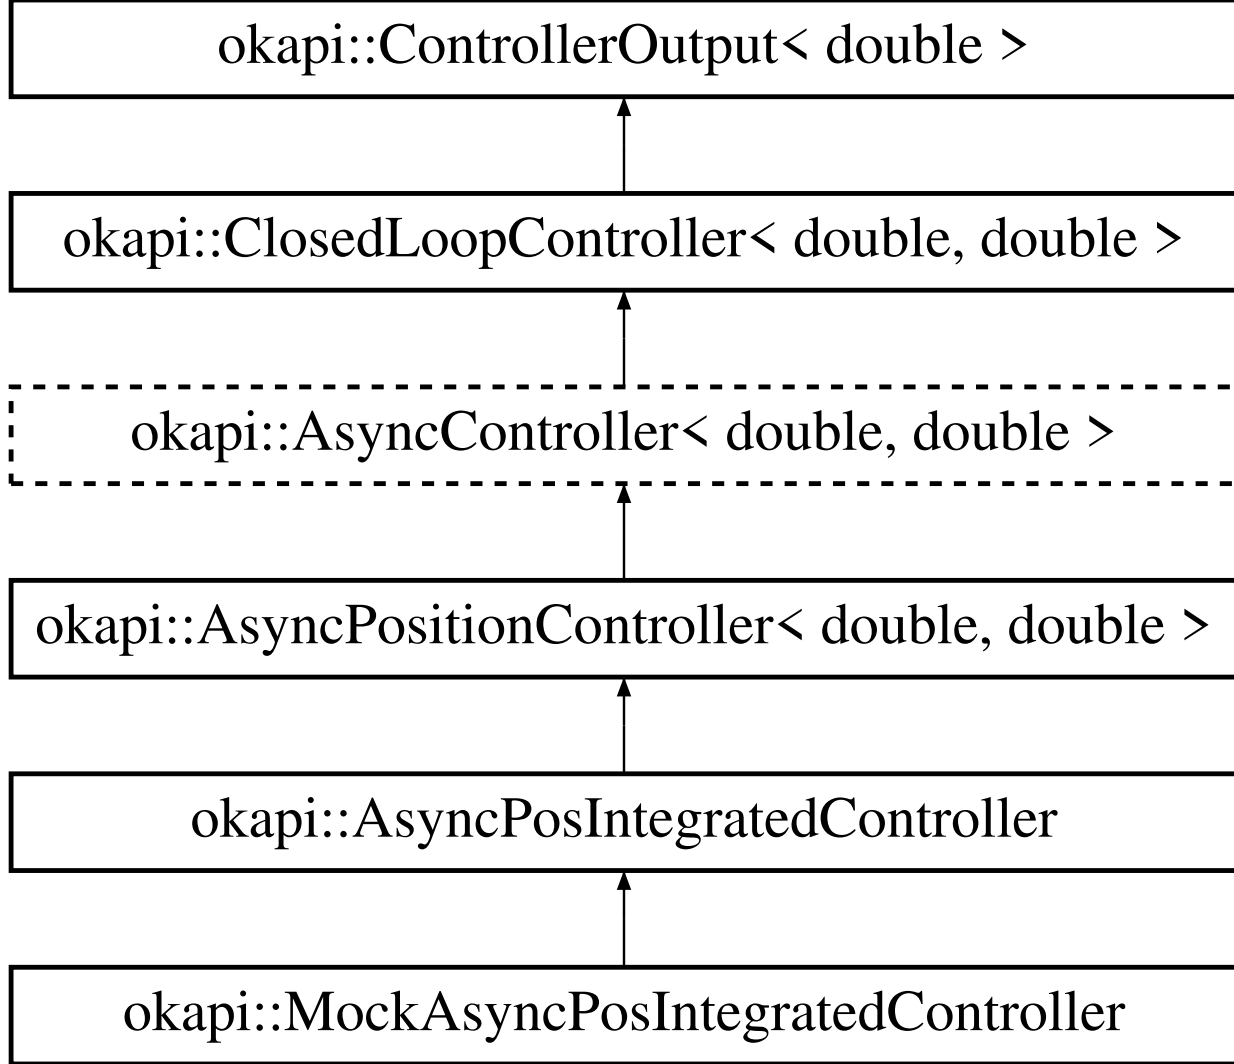 okapi::ControllerOutput< double >
okapi::ClosedLoopController< double, double >
okapi::AsyncController< double, double >
okapi::AsyncPositionController< double, double >
okapi::AsyncPosIntegratedController
okapi::MockAsyncPosIntegratedController